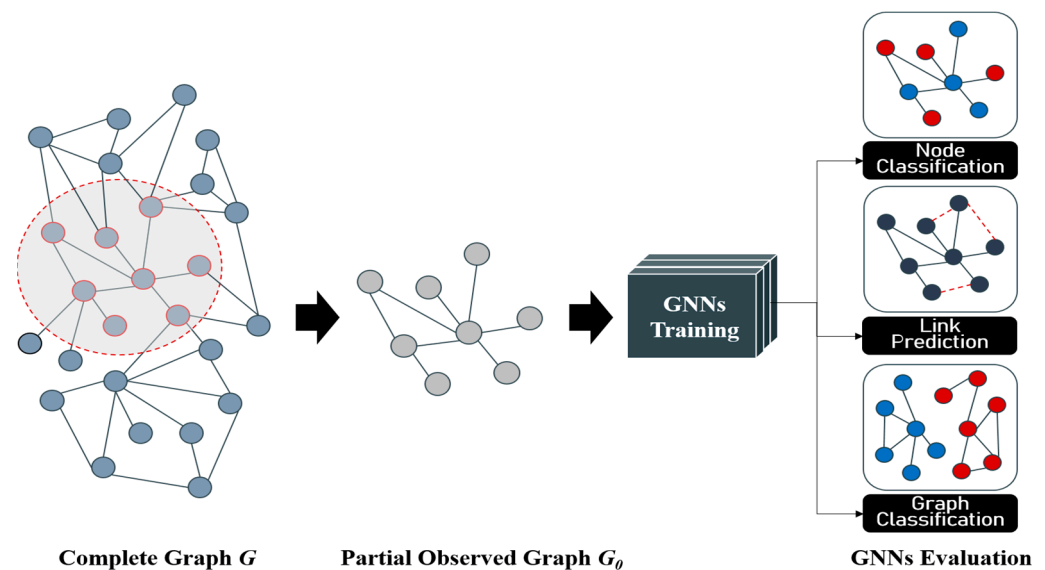 Node
Classification
GNNs
Training
Link
Prediction
Graph
Classification
Complete Graph G
Partial Observed Graph G₀
GNNs Evaluation